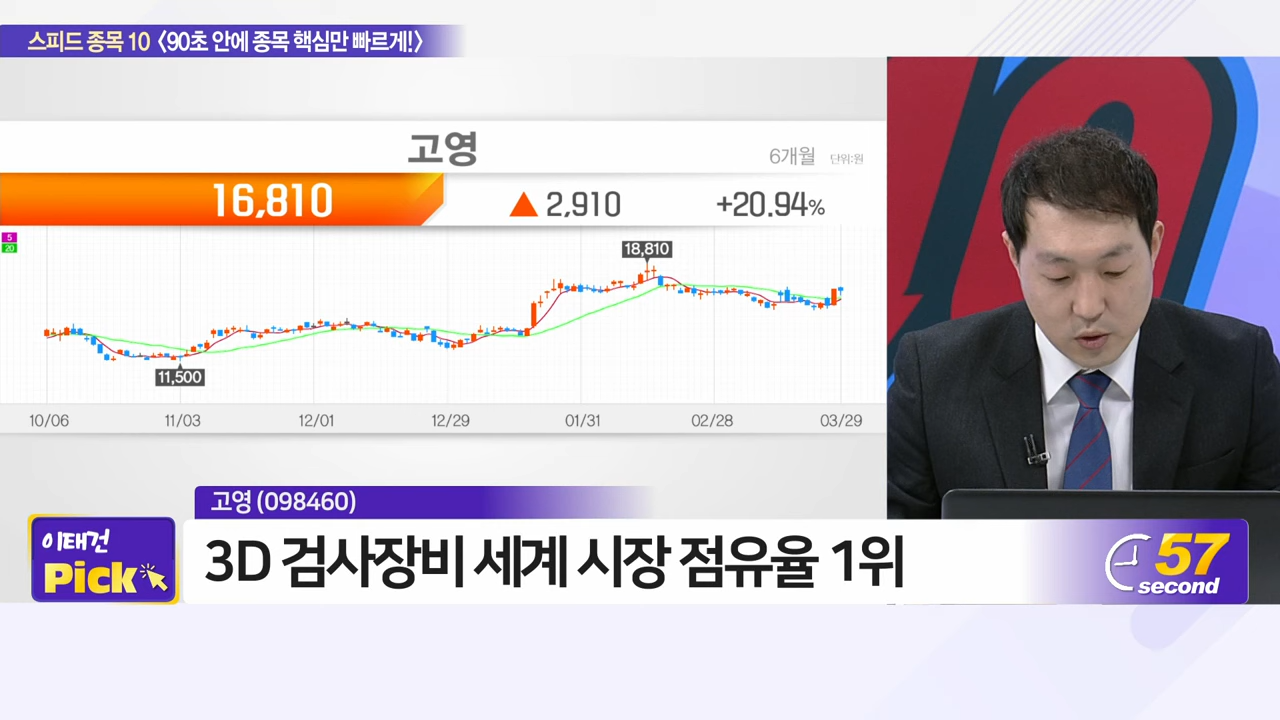 스피드 종목 10 〈90초 안에 종목 핵심만 빠르게!〉
고영
6개월 단위:원
16,810 ▲ 2,910 +20.94%
5
20
18,810
11,500
10/06 11/03 12/01 12/29 01/31 02/28 03/29
고영 (098460)
이태건
Pick
3D 검사장비 세계 시장 점유율 1위
57
second